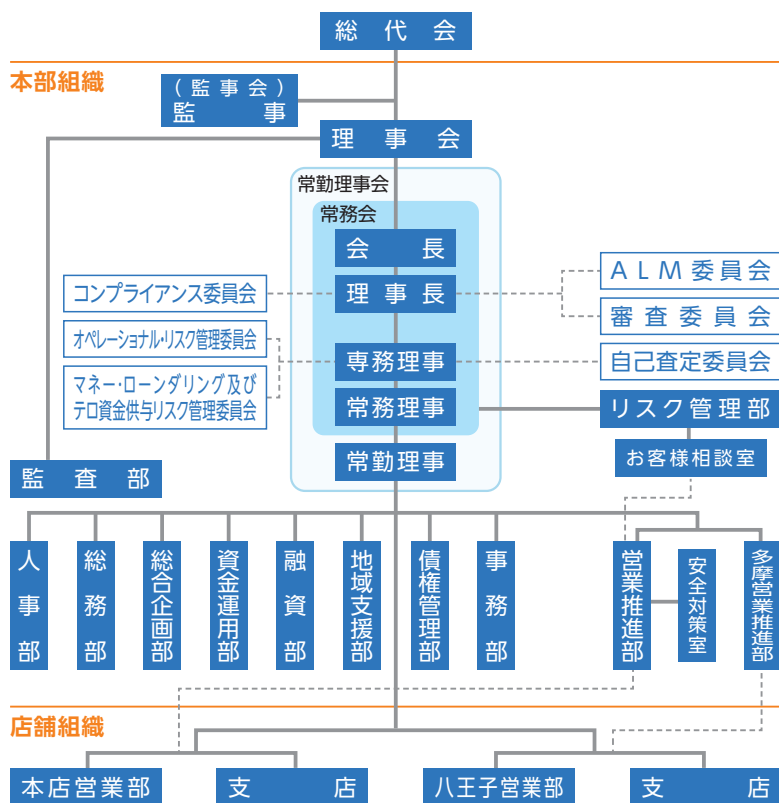 総代会
本部組織
(監事会)
監事
理事会
常勤理事会
常務会
会長
コンプライアンス委員会
理事長
ALM委員会
審査委員会
オペレーショナル・リスク管理委員会
専務理事
自己査定委員会
マネー・ローンダリング及び
テロ資金供与リスク管理委員会
常務理事
リスク管理部
お客様相談室
常勤理事
監査部
人事部
総務部
総合企画部
資金運用部
融資部
地域支援部
債権管理部
事務部
営業推進部
安全対策室
多摩営業推進部
店舗組織
本店営業部
支店
八王子営業部
支店